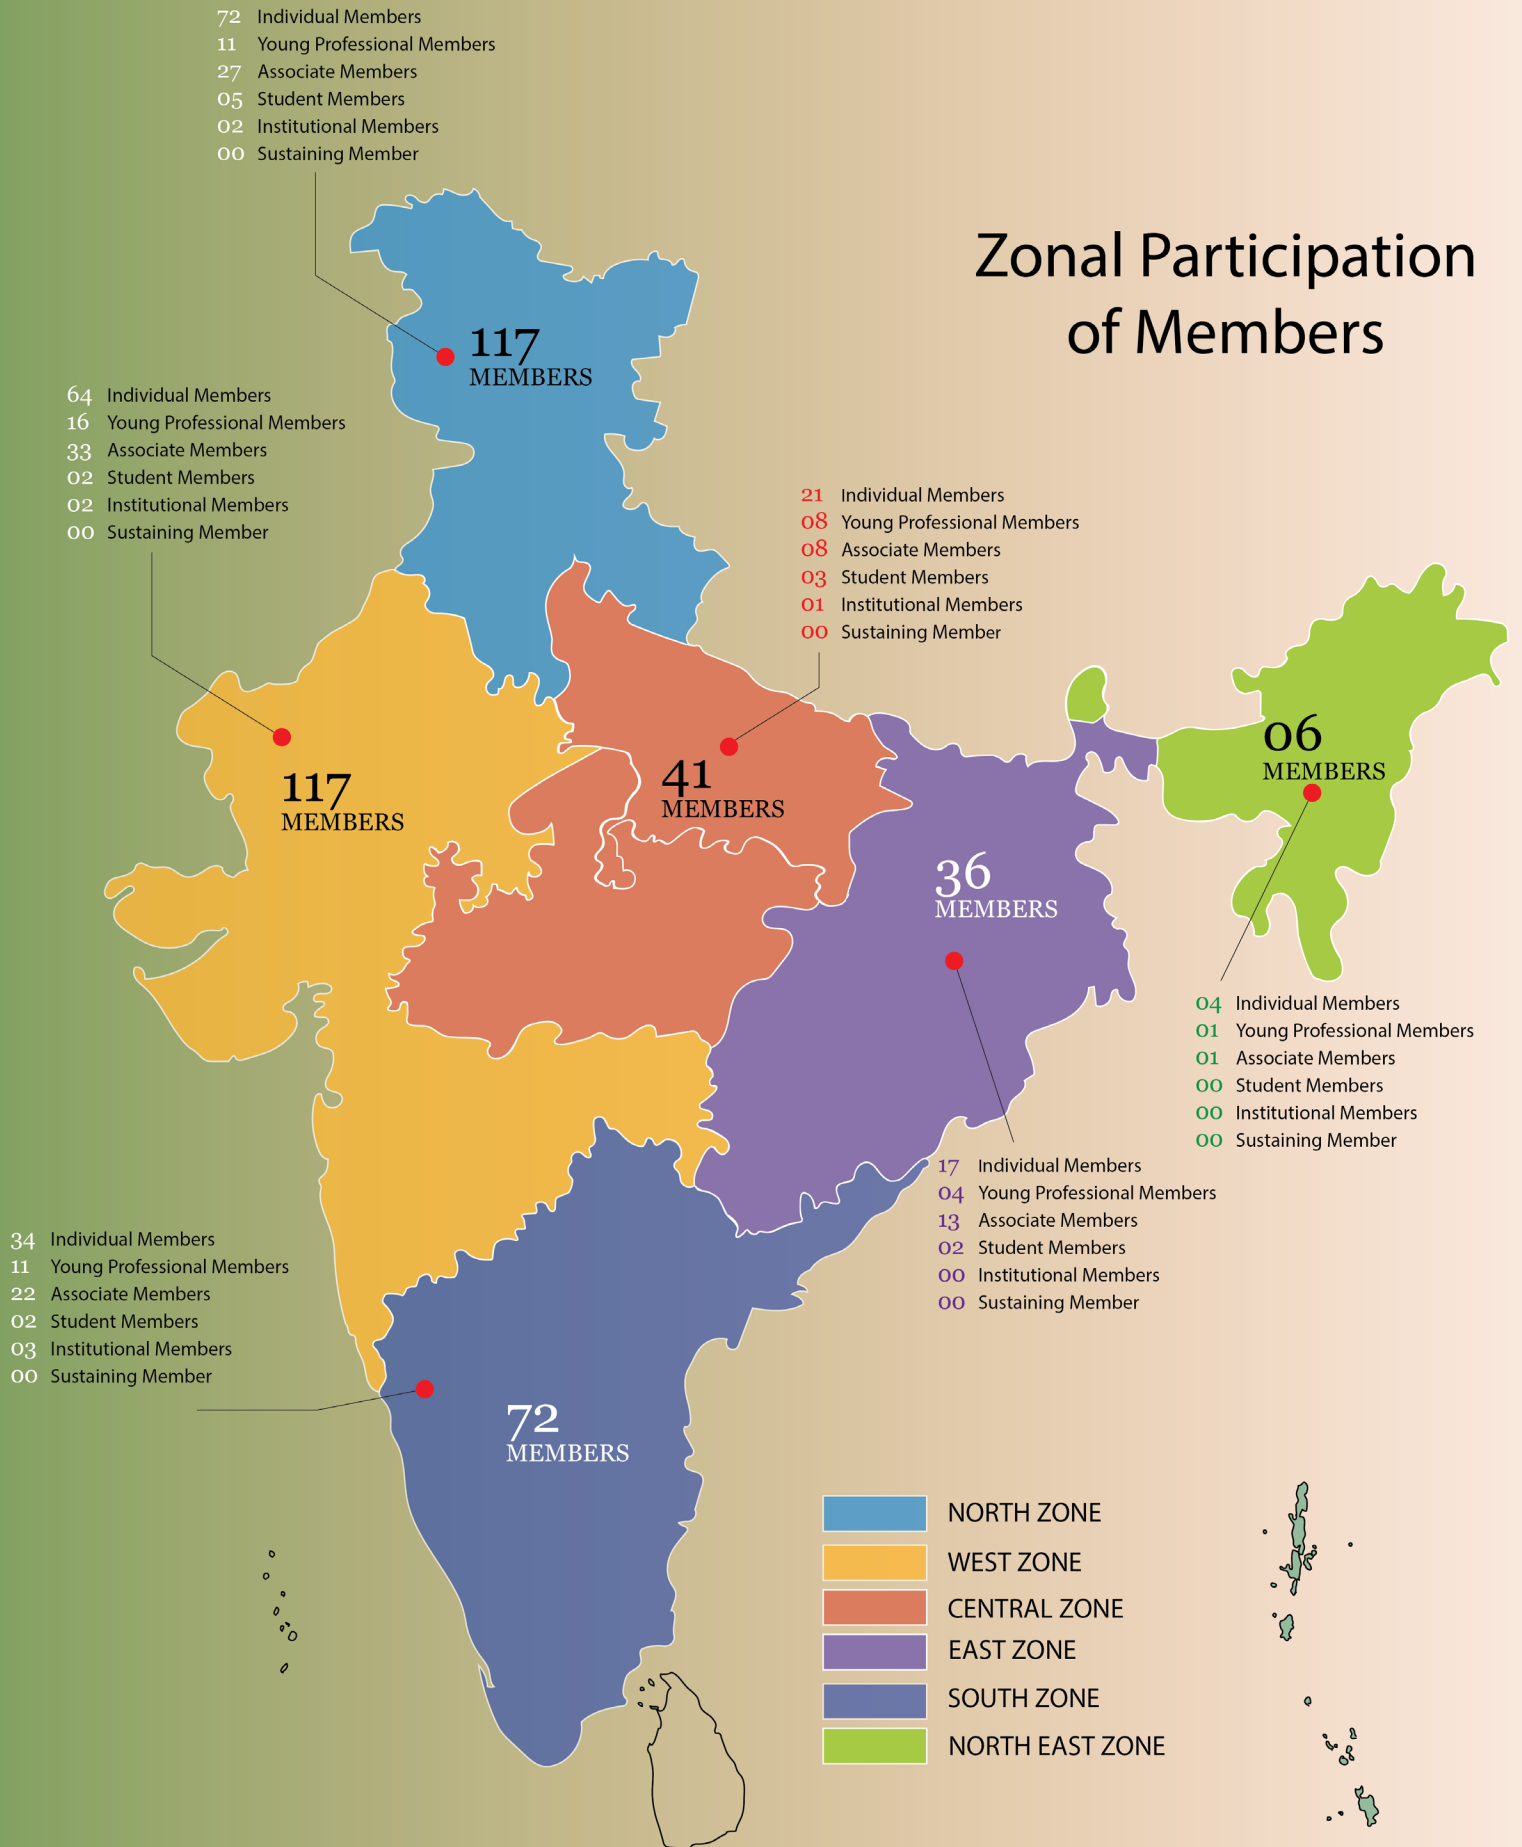 72 Individual Members
11 Young Professional Members
27 Associate Members
05 Student Members
02 Institutional Members
00 Sustaining Member
Zonal Participation
of Members
117
MEMBERS
64 Individual Members
16 Young Professional Members
33 Associate Members
02 Student Members
02 Institutional Members
00 Sustaining Member
21 Individual Members
08 Young Professional Members
08 Associate Members
03 Student Members
01 Institutional Members
00 Sustaining Member
06
MEMBERS
41
MEMBERS
117
MEMBERS
36
MEMBERS
04 Individual Members
01 Young Professional Members
01 Associate Members
00 Student Members
00 Institutional Members
00 Sustaining Member
17 Individual Members
04 Young Professional Members
13 Associate Members
02 Student Members
00 Institutional Members
00 Sustaining Member
34 Individual Members
11 Young Professional Members
22 Associate Members
02 Student Members
03 Institutional Members
00 Sustaining Member
72
MEMBERS
NORTH ZONE
WEST ZONE
CENTRAL ZONE
EAST ZONE
SOUTH ZONE
NORTH EAST ZONE